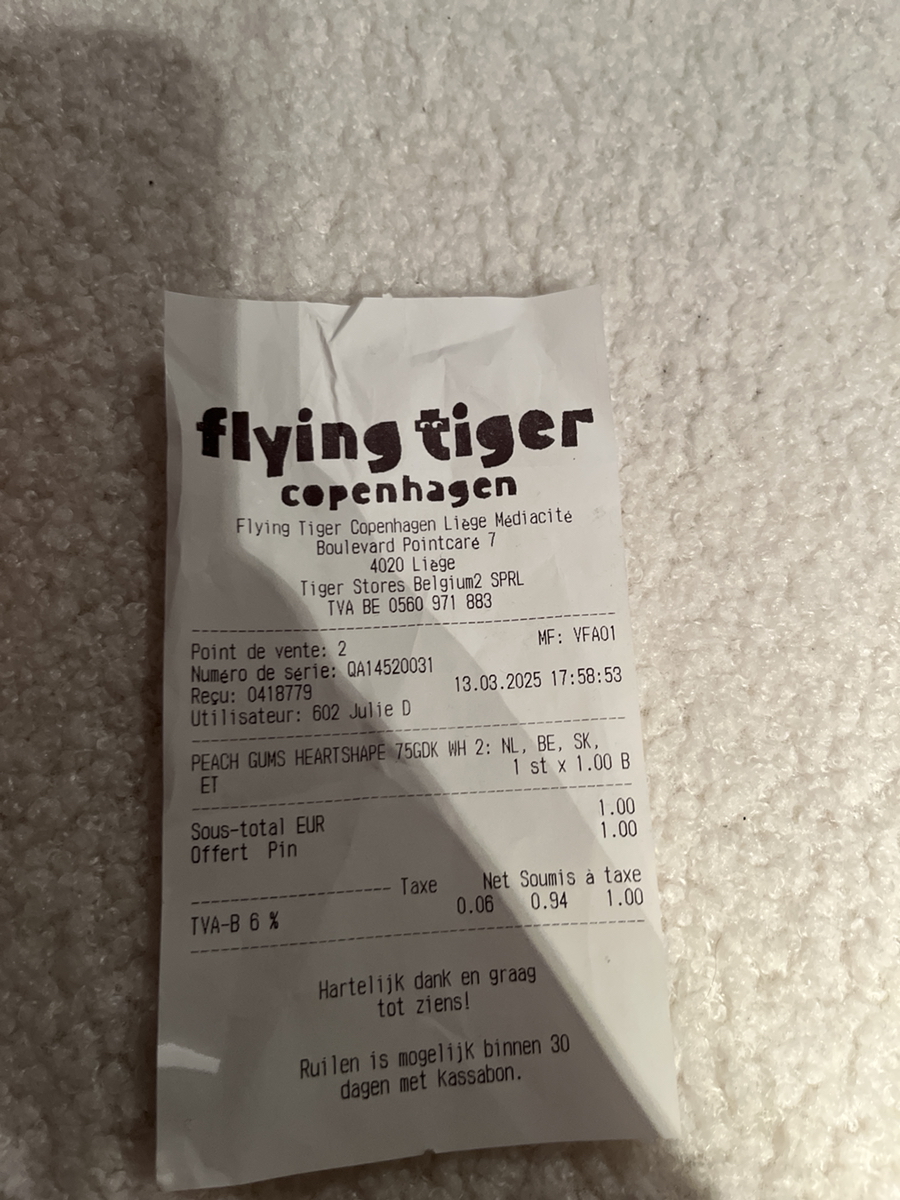 flying tiger
copenhagen
Flying Tiger Copenhagen Liège Médiacité
Boulevard Pointcaré 7
4020 Liège
Tiger Stores Belgium2 SPRL
TVA BE 0560 971 883
Point de vente: 2 MF: VFA01
Numéro de série: QA14520031
Reçu: 0418779 13.03.2025 17:58:53
Utilisateur: 602 Julie D
PEACH GUMS HEARTSHAPE 75GDK WH 2: NL, BE, SK,
ET 1 st x 1.00 B
Sous-total EUR 1.00
Offert Pin 1.00
Taxe Net Soumis à taxe
TVA-B 6 % 0.06 0.94 1.00
Hartelijk dank en graag
tot ziens!
Ruilen is mogelijk binnen 30
dagen met kassabon.